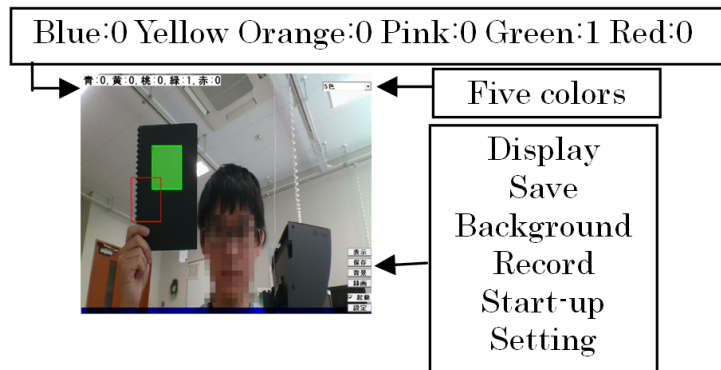 Blue:0 Yellow Orange:0 Pink:0 Green:1 Red:0
青:0, 黄:0, 桃:0, 緑:1, 赤:0
5色
Five colors
Display
Save
Background
Record
Start-up
Setting
表示
保存
背景
録画
起動
設定